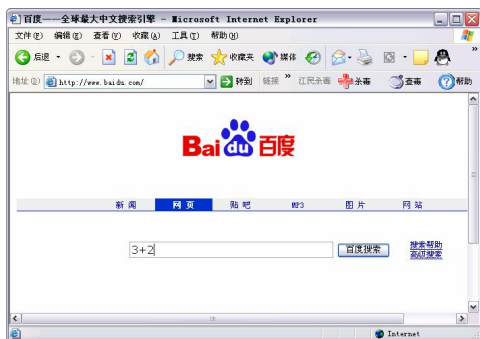 百度——全球最大中文搜索引擎 - Microsoft Internet Explorer
文件(F) 编辑(E) 查看(V) 收藏(A) 工具(T) 帮助(H)
后退 搜索 收藏夹 媒体 »
地址(D) http://www.baidu.com/ 转到 链接 » 江民杀毒 杀毒 查毒 帮助
Bai du 百度
新闻 网页 贴吧 MP3 图片 网站
3+2 百度搜索 搜索帮助
高级搜索
Internet